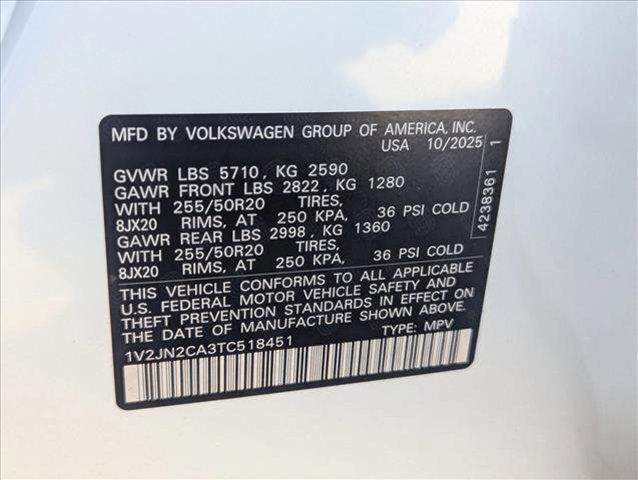 MFD BY VOLKSWAGEN GROUP OF AMERICA, INC.
USA 10/2025
GVWR LBS 5710, KG 2590
GAWR FRONT LBS 2822, KG 1280
WITH 255/50R20 TIRES,
8JX20 RIMS, AT 250 KPA, 36 PSI COLD
GAWR REAR LBS 2998, KG 1360
WITH 255/50R20 TIRES,
8JX20 RIMS, AT 250 KPA, 36 PSI COLD
THIS VEHICLE CONFORMS TO ALL APPLICABLE
U.S. FEDERAL MOTOR VEHICLE SAFETY AND
THEFT PREVENTION STANDARDS IN EFFECT ON
THE DATE OF MANUFACTURE SHOWN ABOVE.
1V2JN2CA3TC518451 TYPE: MPV
4238361 1